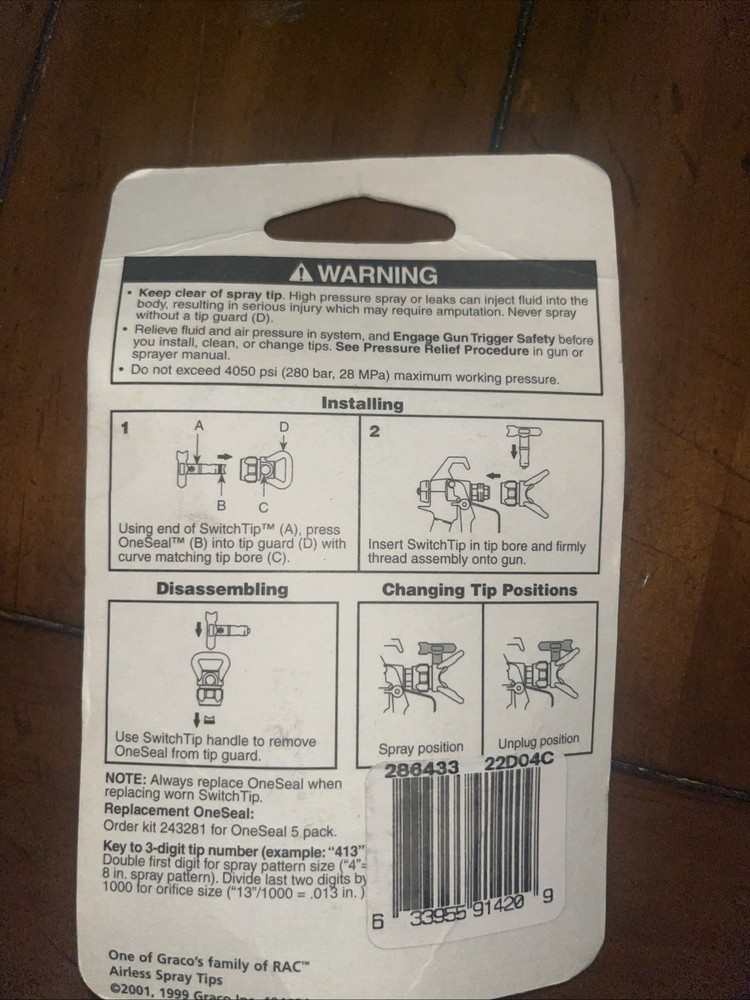 WARNING
• Keep clear of spray tip. High pressure spray or leaks can inject fluid into the
body, resulting in serious injury which may require amputation. Never spray
without a tip guard (D).
• Relieve fluid and air pressure in system, and Engage Gun Trigger Safety before
you install, clean, or change tips. See Pressure Relief Procedure in gun or
sprayer manual.
• Do not exceed 4050 psi (280 bar, 28 MPa) maximum working pressure.
Installing
1
A
D
B
C
Using end of SwitchTip™ (A), press
OneSeal™ (B) into tip guard (D) with
curve matching tip bore (C).
2
Insert SwitchTip in tip bore and firmly
thread assembly onto gun.
Disassembling
Use SwitchTip handle to remove
OneSeal from tip guard.
Changing Tip Positions
Spray position
Unplug position
NOTE: Always replace OneSeal when
replacing worn SwitchTip.
Replacement OneSeal:
Order kit 243281 for OneSeal 5 pack.
Key to 3-digit tip number (example: “413”
Double first digit for spray pattern size (“4”=
8 in. spray pattern). Divide last two digits by
1000 for orifice size (“13”/1000 = .013 in. )
286433 22D04C
6 33955 91420 9
One of Graco's family of RAC™
Airless Spray Tips
©2001, 1999 Graco Inc.